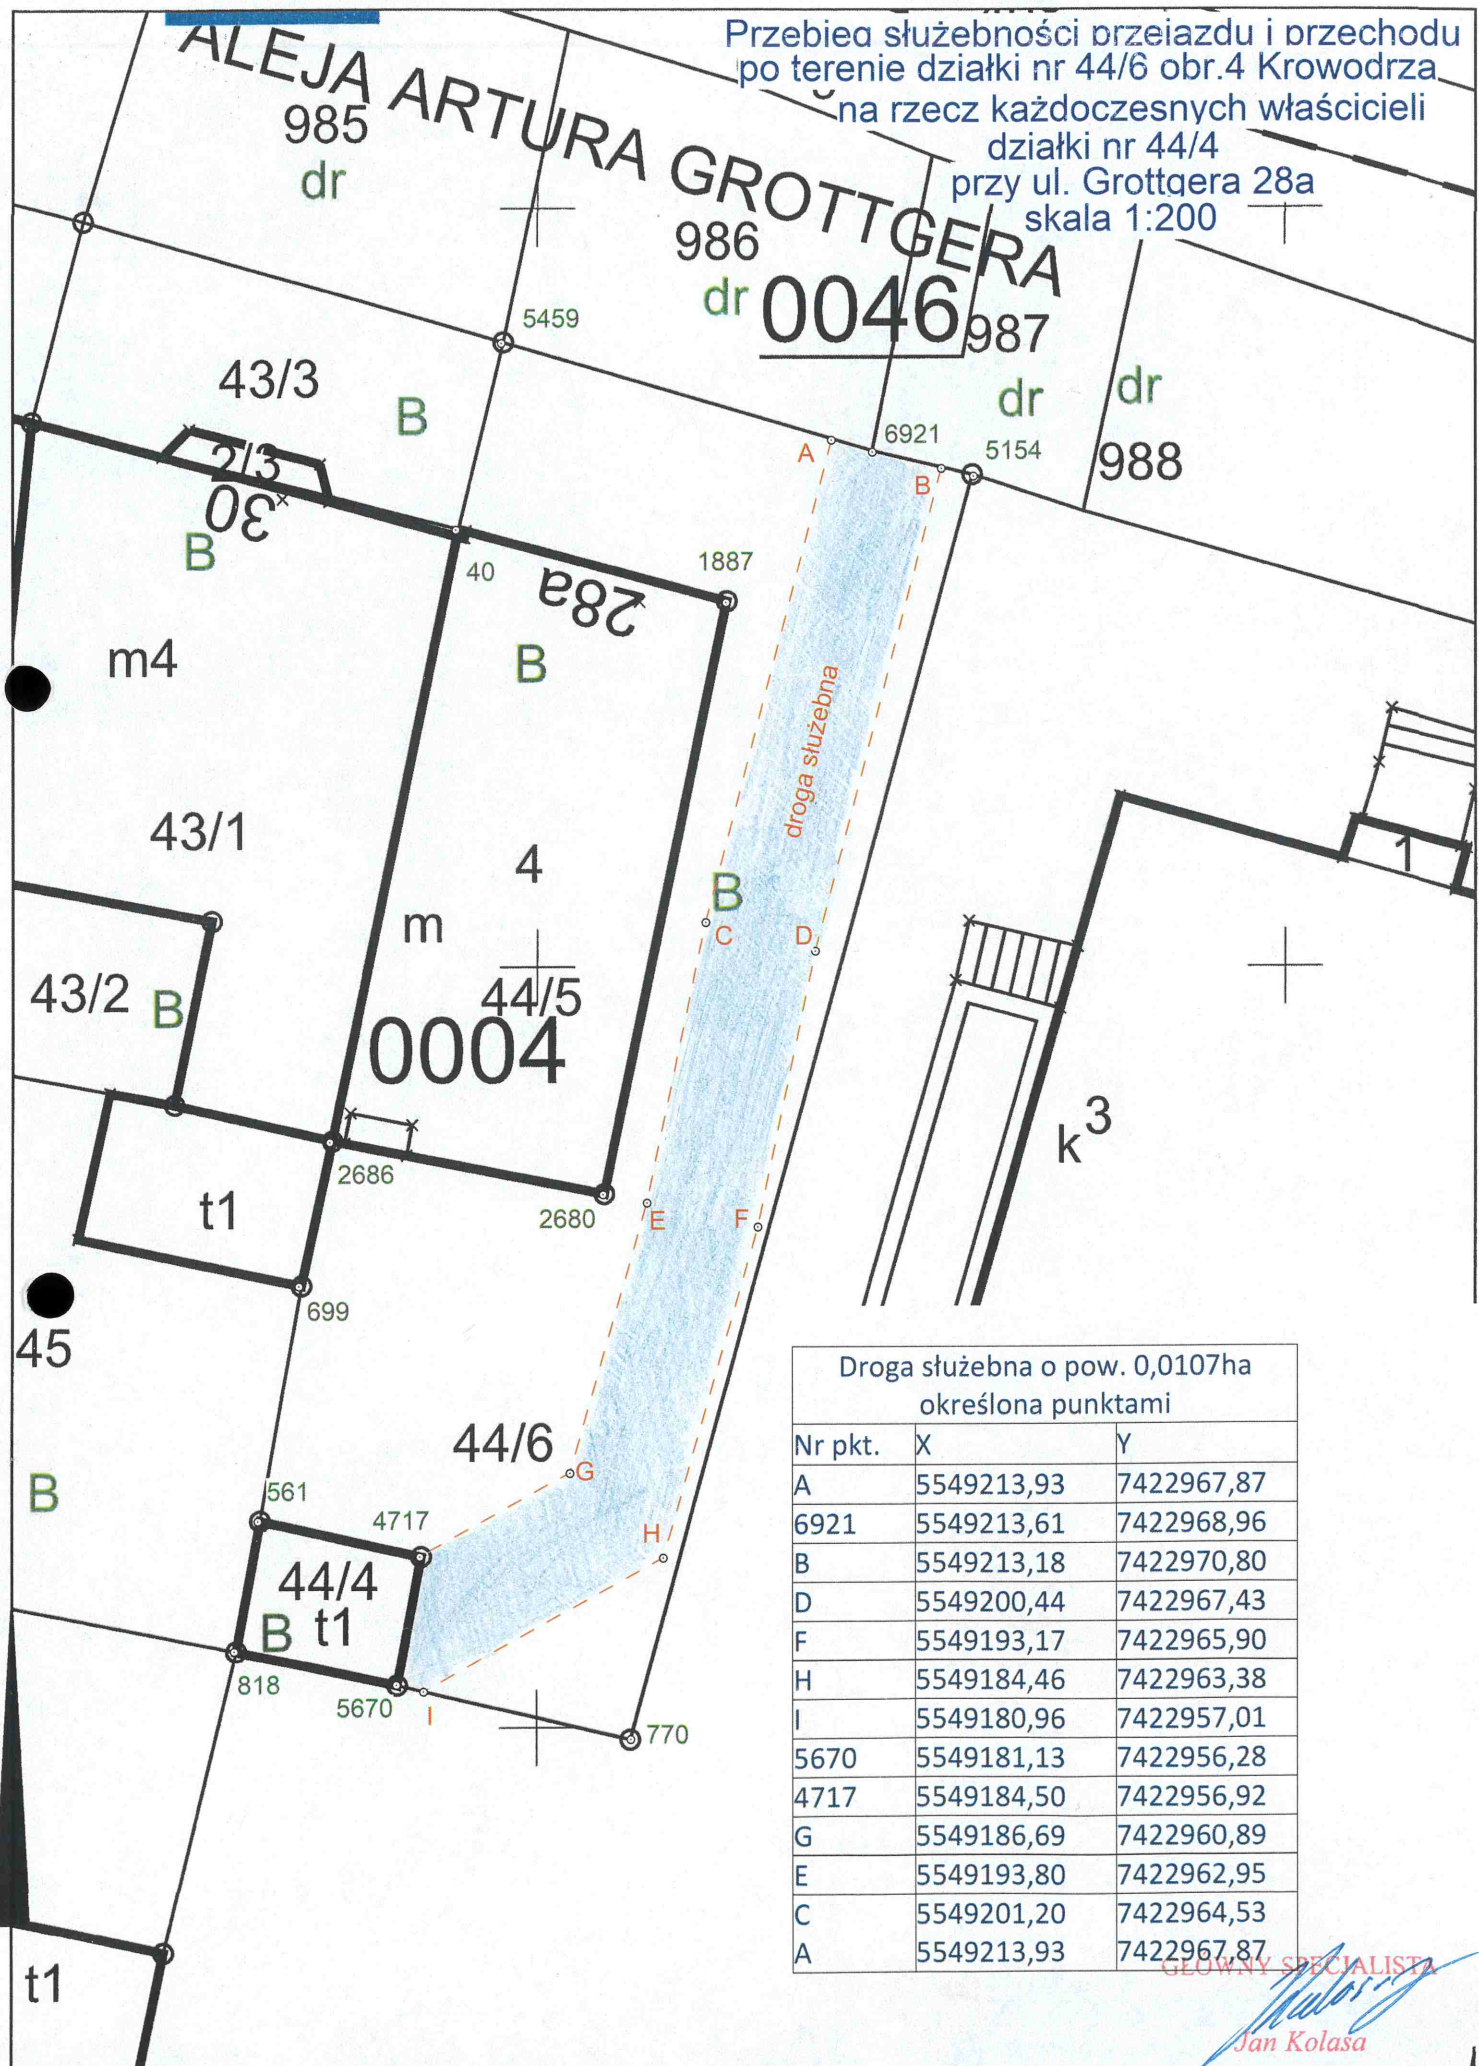 Przebieg służebności przejazdu i przechodu
po terenie działki nr 44/6 obr.4 Krowodrza
na rzecz każdoczesnych właścicieli
działki nr 44/4
przy ul. Grottgera 28a
skala 1:200
ALEJA ARTURA GROTTGERA
985
dr
986
dr
0046
987
dr
dr
988
5459
43/3
B
6921
5154
A
B
2/3
30
B
40
28a
1887
B
m4
droga służebna
43/1
4
B
m
C
D
1
43/2
B
44/5
0004
k3
2686
t1
2680
E
F
699
45
44/6
G
B
561
4717
H
44/4
B
t1
818
5670
I
770
t1
Droga służebna o pow. 0,0107ha
określona punktami
Nr pkt. X Y
A 5549213,93 7422967,87
6921 5549213,61 7422968,96
B 5549213,18 7422970,80
D 5549200,44 7422967,43
F 5549193,17 7422965,90
H 5549184,46 7422963,38
I 5549180,96 7422957,01
5670 5549181,13 7422956,28
4717 5549184,50 7422956,92
G 5549186,69 7422960,89
E 5549193,80 7422962,95
C 5549201,20 7422964,53
A 5549213,93 7422967,87
GŁÓWNY SPECJALISTA
Jan Kolasa